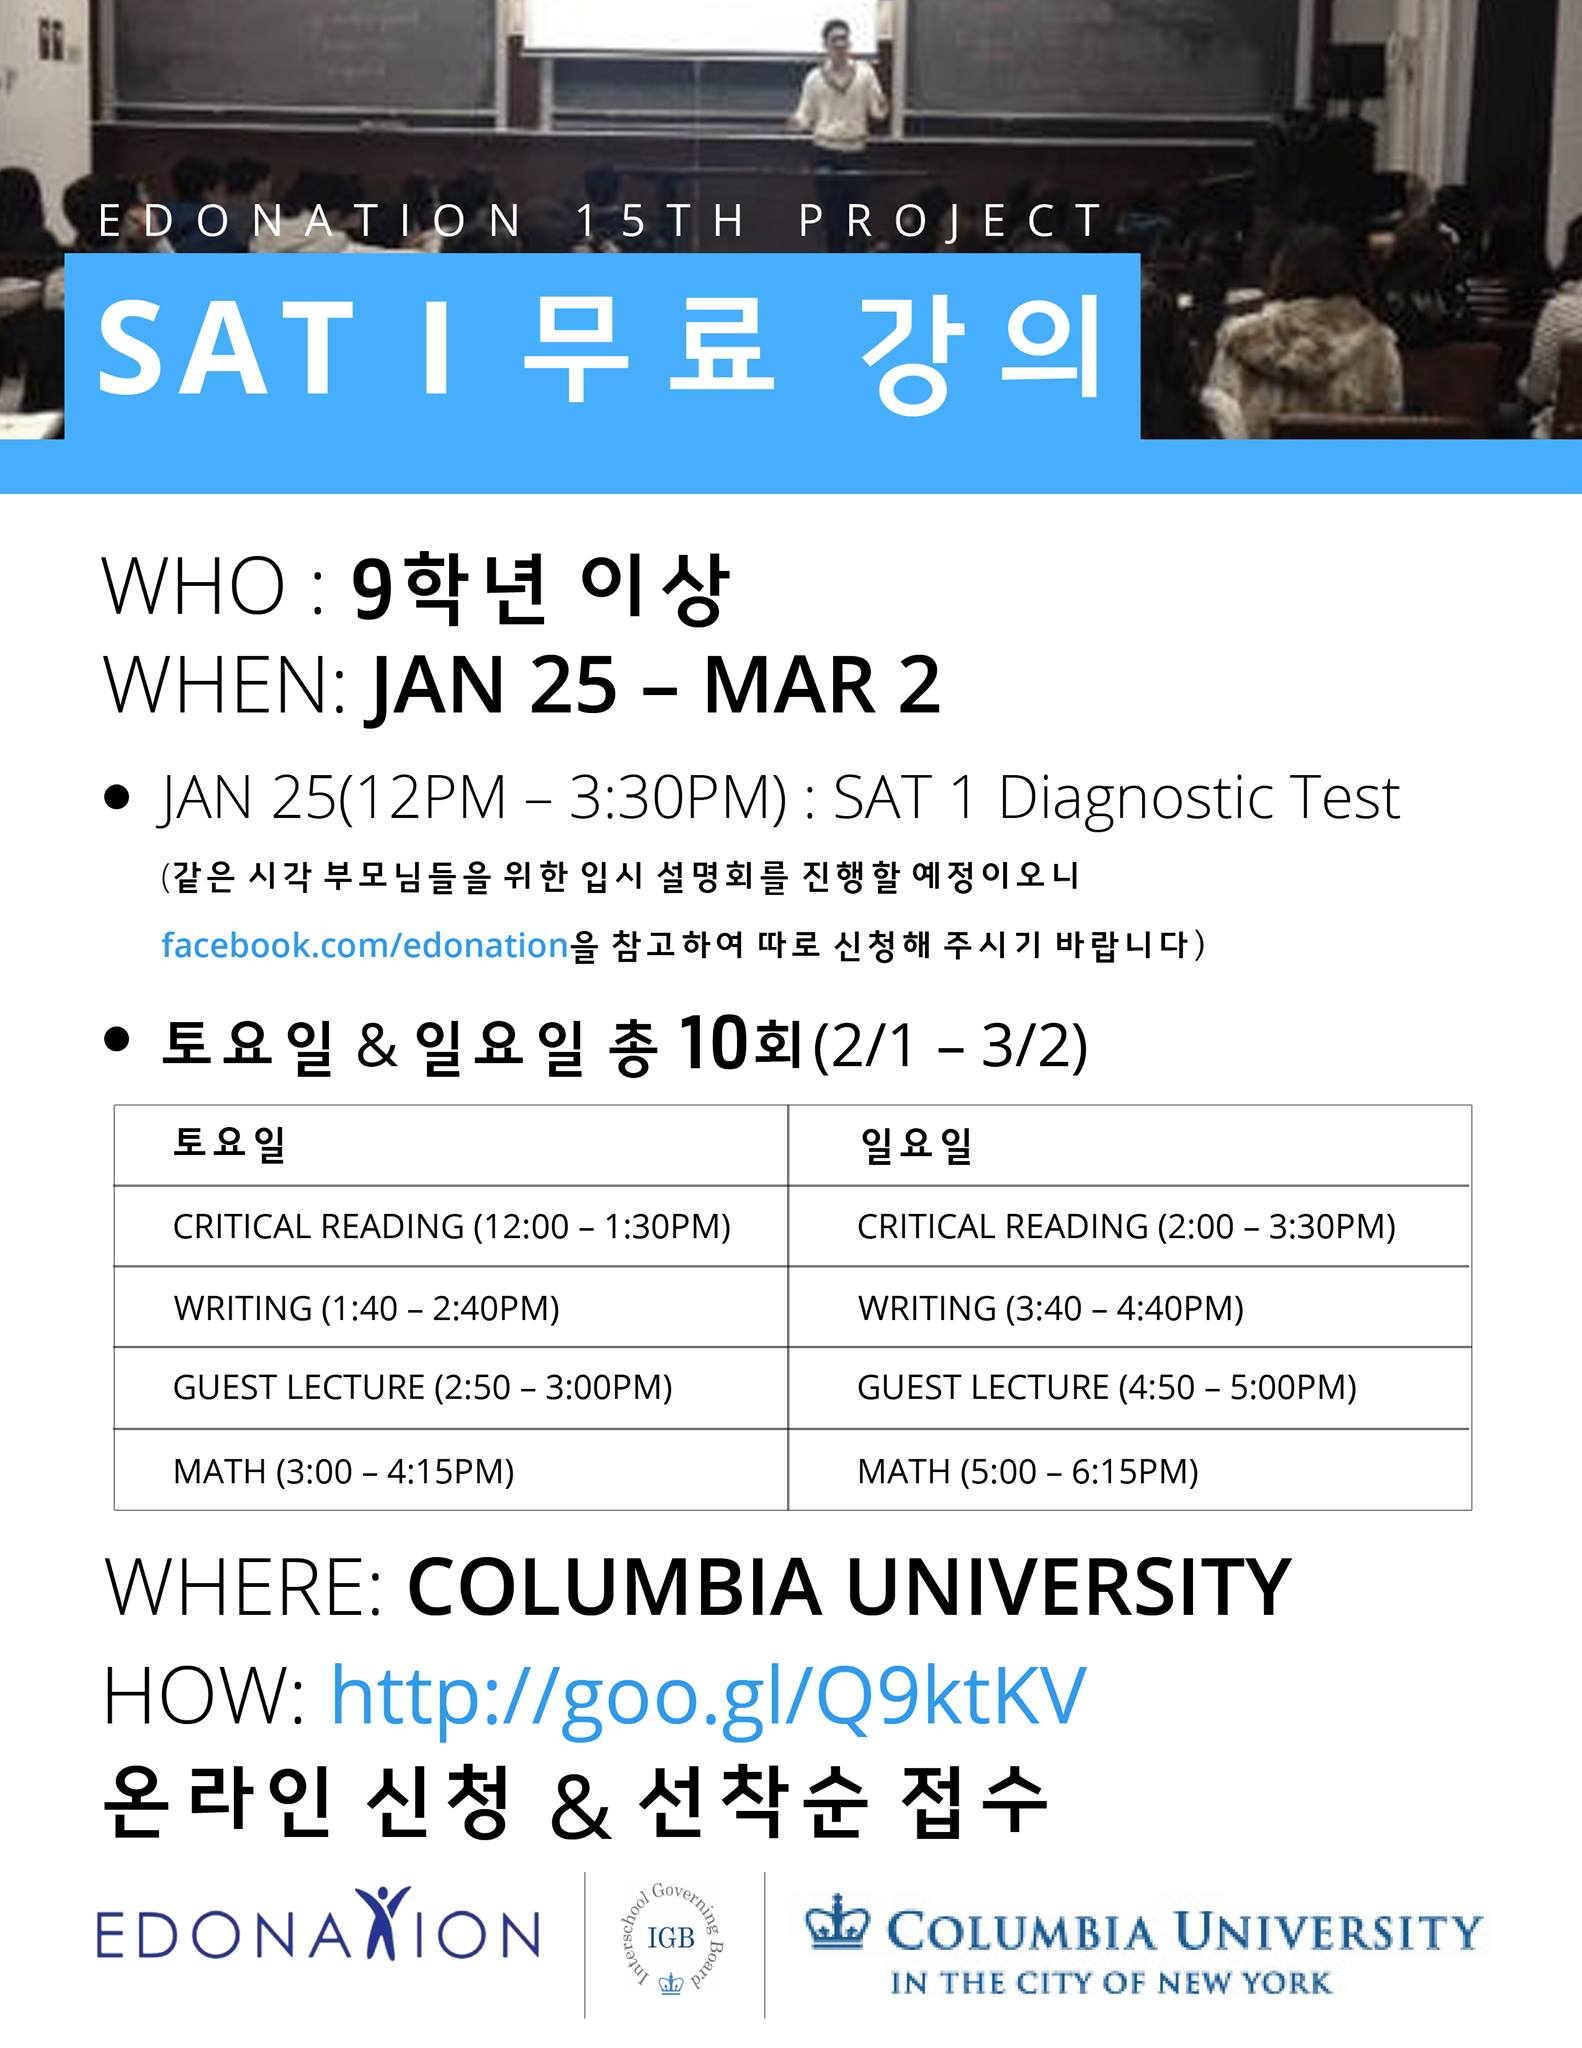 EDONATION 15TH PROJECT
SAT I 무료 강의
WHO : 9학년 이상
WHEN: JAN 25 – MAR 2
● JAN 25(12PM – 3:30PM) : SAT 1 Diagnostic Test
(같은 시각 부모님들을 위한 입시 설명회를 진행할 예정이오니
facebook.com/edonation을 참고하여 따로 신청해 주시기 바랍니다)
● 토요일 & 일요일 총 10회(2/1 – 3/2)
토요일 일요일
CRITICAL READING (12:00 – 1:30PM) CRITICAL READING (2:00 – 3:30PM)
WRITING (1:40 – 2:40PM) WRITING (3:40 – 4:40PM)
GUEST LECTURE (2:50 – 3:00PM) GUEST LECTURE (4:50 – 5:00PM)
MATH (3:00 – 4:15PM) MATH (5:00 – 6:15PM)
WHERE: COLUMBIA UNIVERSITY
HOW: http://goo.gl/Q9ktKV
온라인 신청 & 선착순 접수
EDONATION
Interschool Governing Board
IGB
COLUMBIA UNIVERSITY
IN THE CITY OF NEW YORK